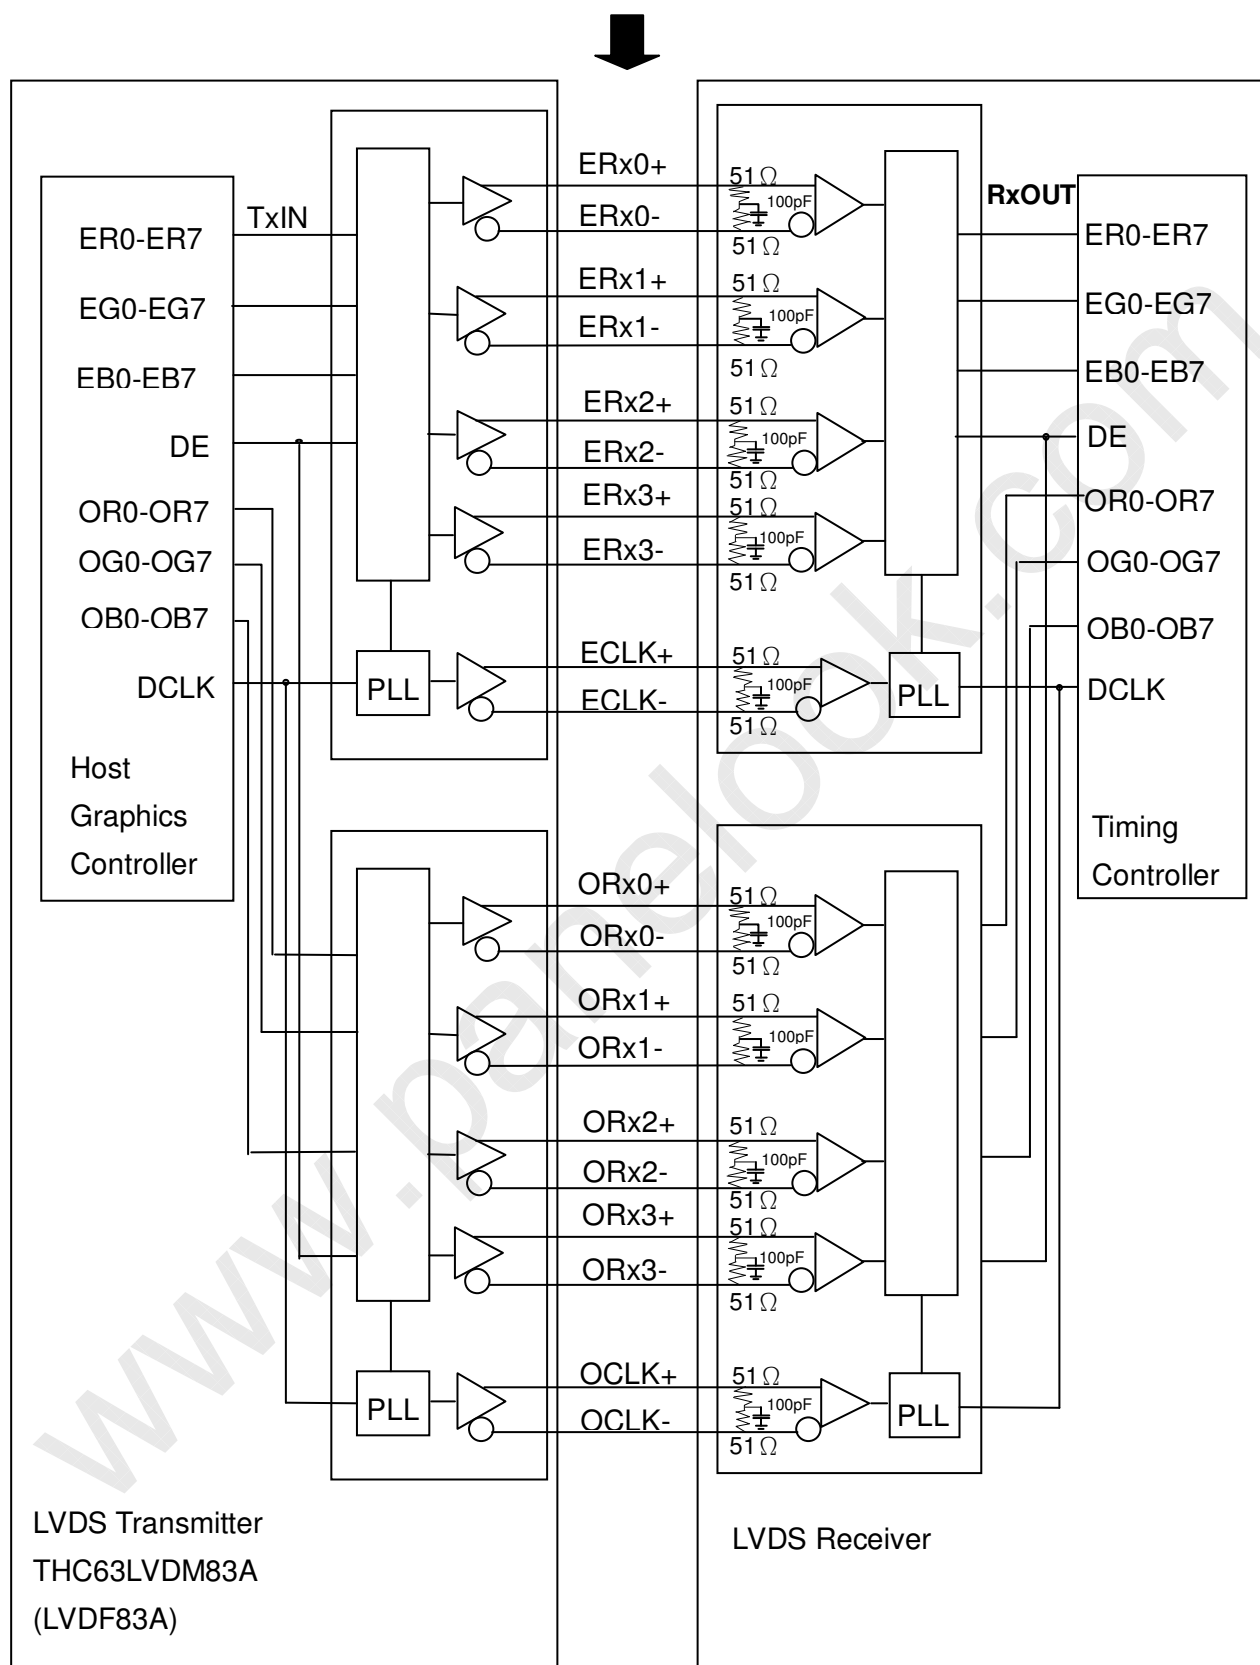 TxIN
ER0-ER7
EG0-EG7
EB0-EB7
DE
OR0-OR7
OG0-OG7
OB0-OB7
DCLK
Host
Graphics
Controller
PLL
ERx0+
ERx0-
ERx1+
ERx1-
ERx2+
ERx2-
ERx3+
ERx3-
ECLK+
ECLK-
51Ω
100pF
51Ω
51Ω
100pF
51Ω
51Ω
100pF
51Ω
51Ω
100pF
51Ω
51Ω
100pF
51Ω
PLL
RxOUT
ER0-ER7
EG0-EG7
EB0-EB7
DE
OR0-OR7
OG0-OG7
OB0-OB7
DCLK
Timing
Controller
PLL
ORx0+
ORx0-
ORx1+
ORx1-
ORx2+
ORx2-
ORx3+
ORx3-
OCLK+
OCLK-
51Ω
100pF
51Ω
51Ω
100pF
51Ω
100pF
51Ω
51Ω
100pF
51Ω
51Ω
100pF
51Ω
PLL
LVDS Transmitter
THC63LVDM83A
(LVDF83A)
LVDS Receiver
www.panelook.com